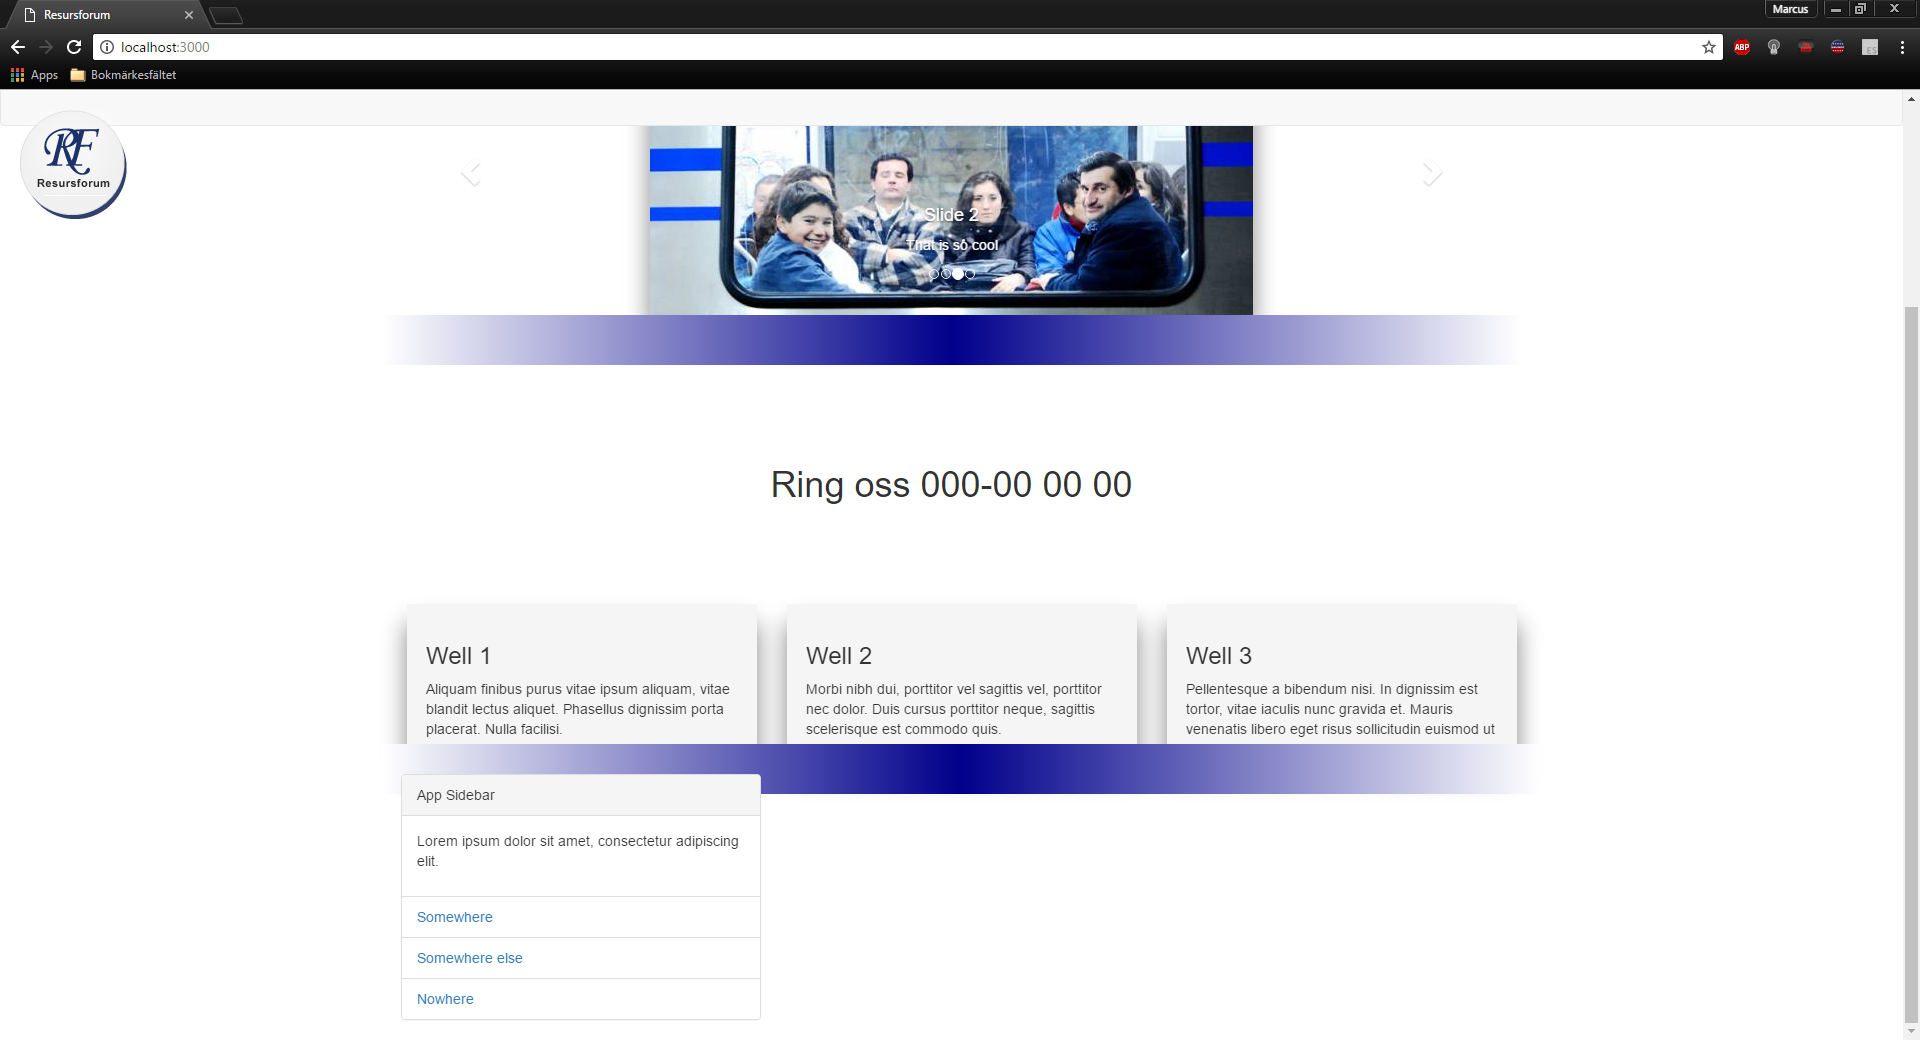 Resursforum
Marcus
localhost:3000
ABP
ES
Apps
Bokmärkesfältet
RF
Resursforum
Slide 2
That is so cool
Ring oss 000-00 00 00
Well 1
Aliquam finibus purus vitae ipsum aliquam, vitae
blandit lectus aliquet. Phasellus dignissim porta
placerat. Nulla facilisi.
Well 2
Morbi nibh dui, porttitor vel sagittis vel, porttitor
nec dolor. Duis cursus porttitor neque, sagittis
scelerisque est commodo quis.
Well 3
Pellentesque a bibendum nisi. In dignissim est
tortor, vitae iaculis nunc gravida et. Mauris
venenatis libero eget risus sollicitudin euismod ut
App Sidebar
Lorem ipsum dolor sit amet, consectetur adipiscing
elit.
Somewhere
Somewhere else
Nowhere